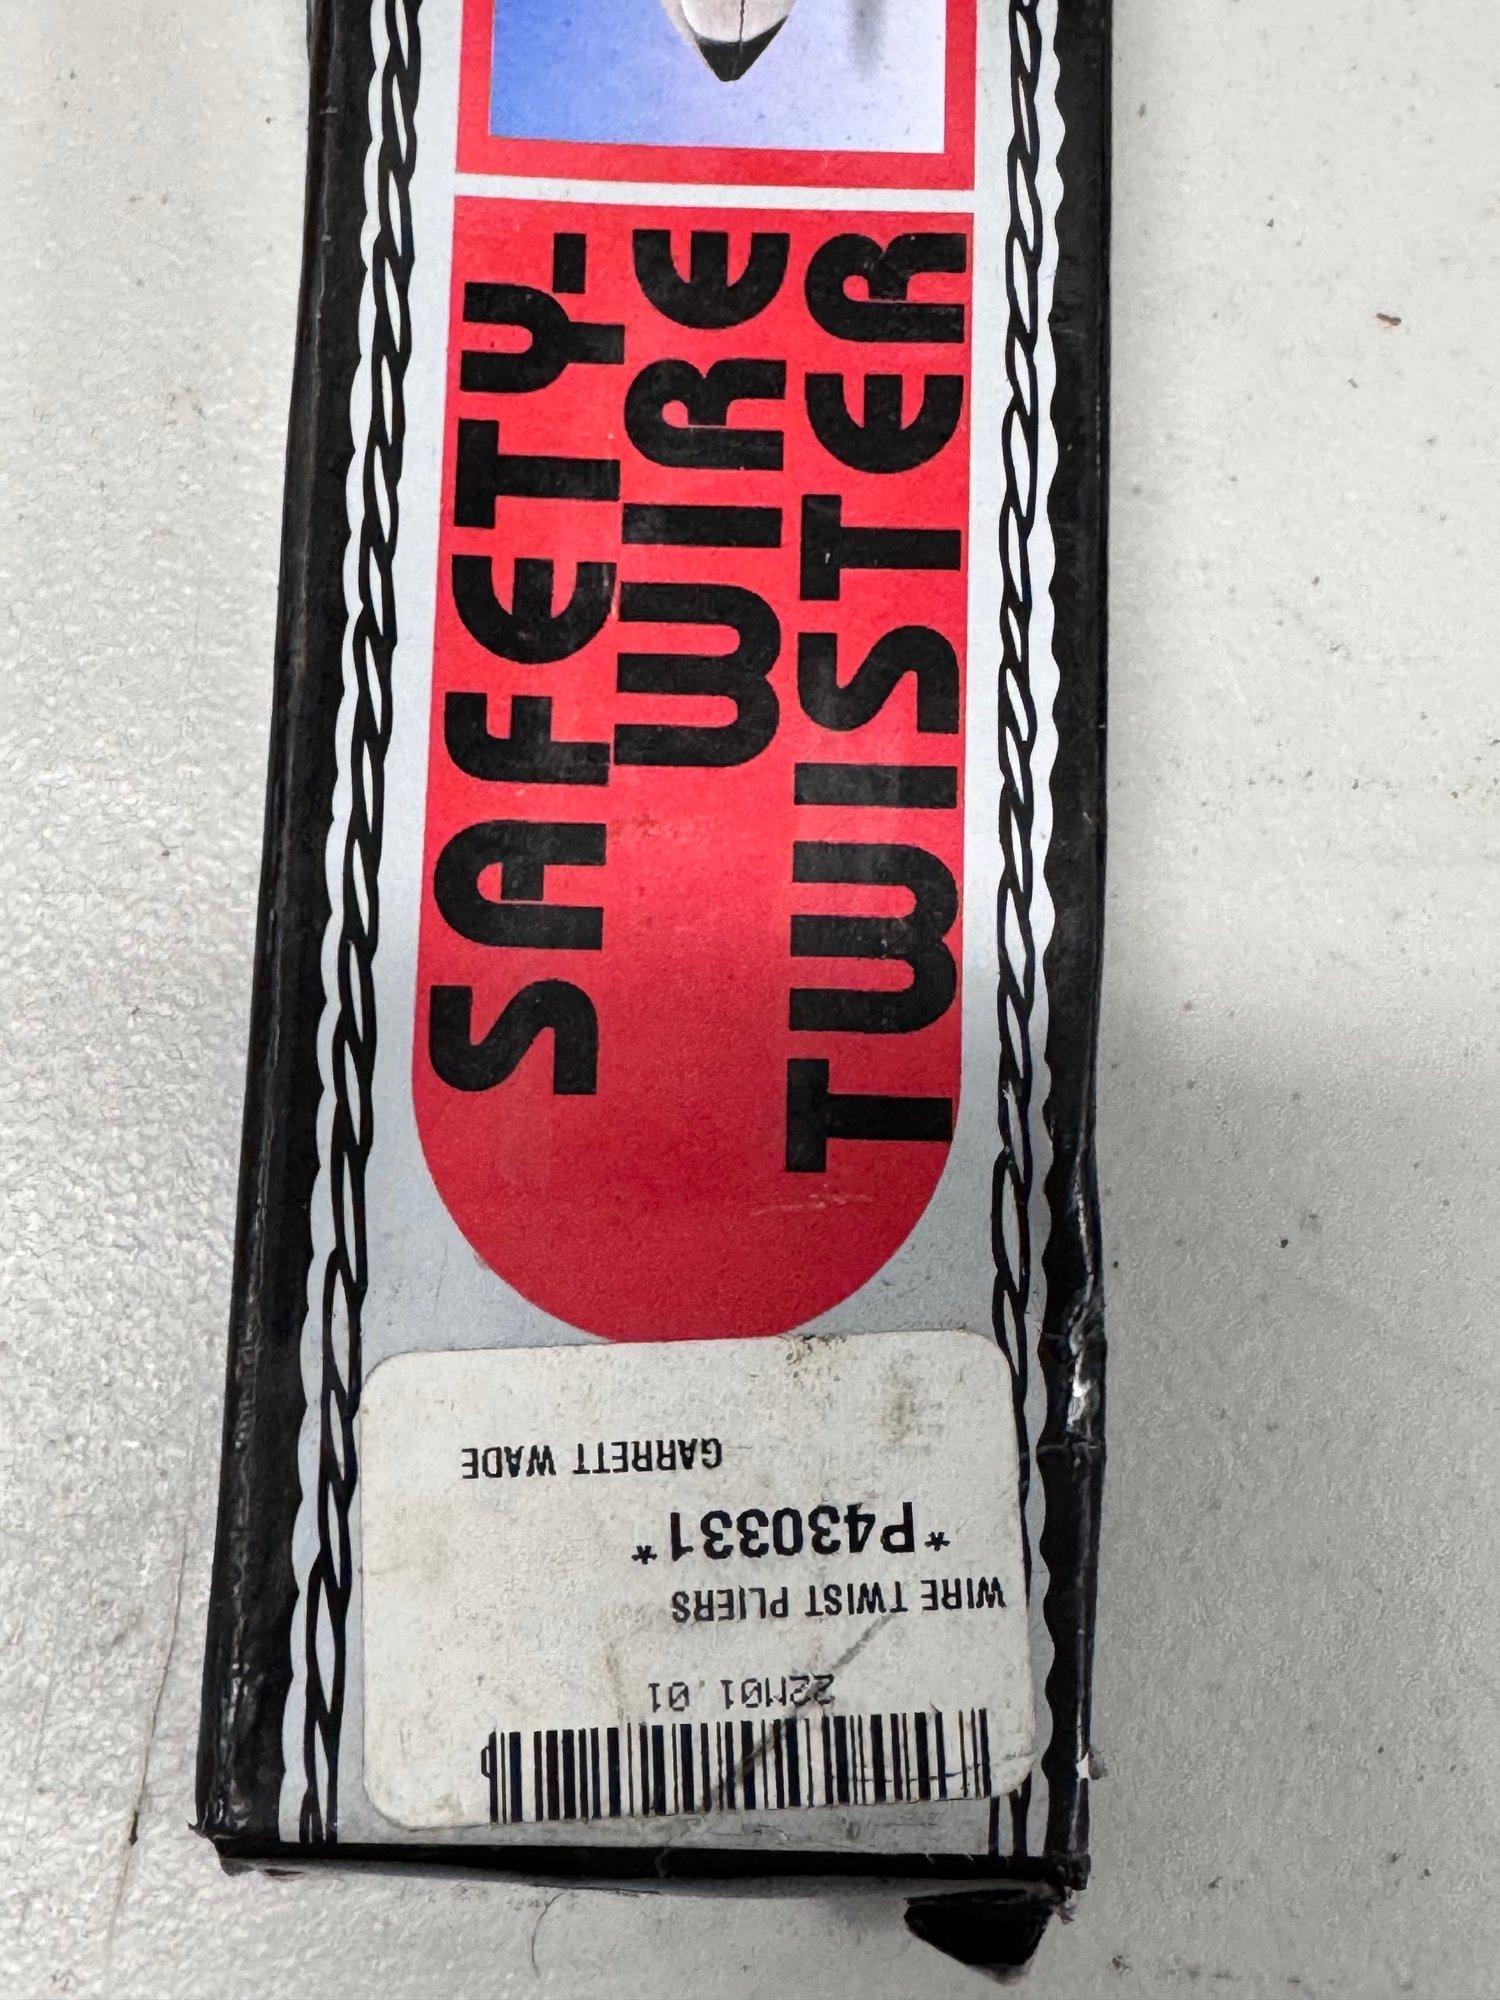 SAFETY-
WIRE
TWISTER
22M01.01
WIRE TWIST PLIERS
*P430331*
GARRETT WADE